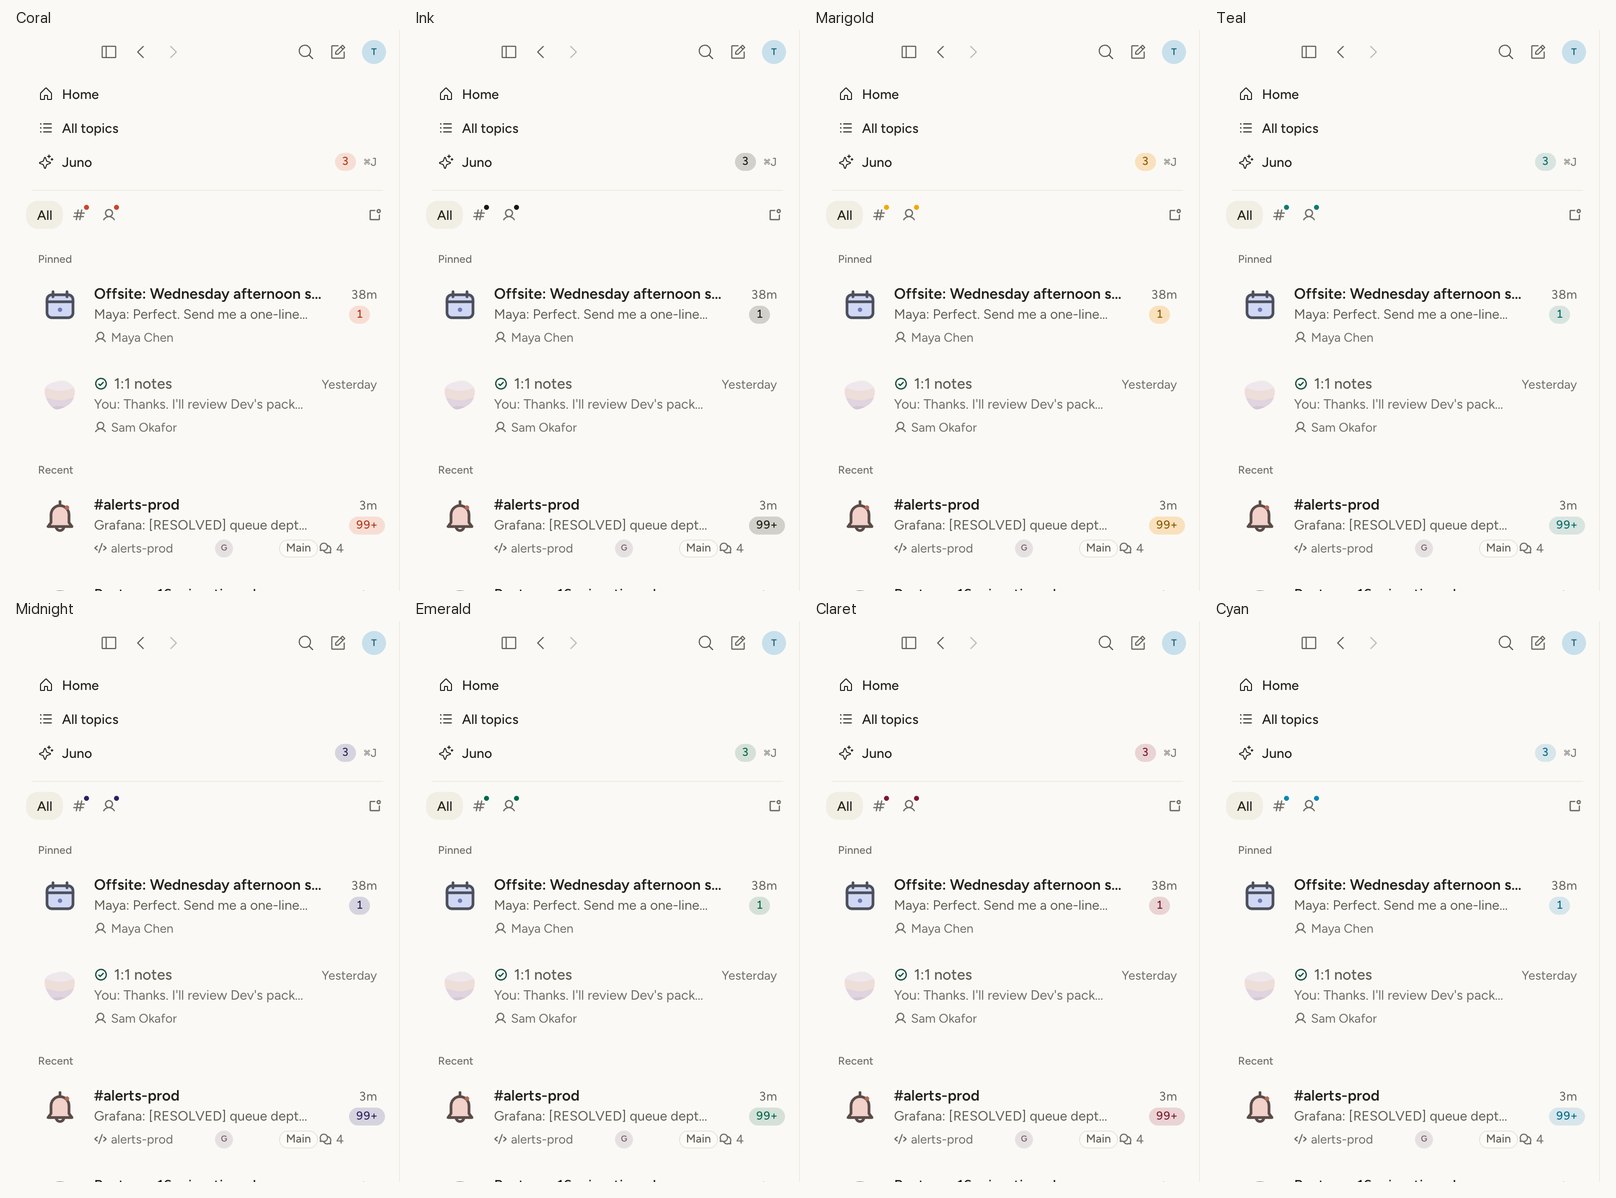 Coral
T
Home
All topics
Juno 3 ⌘J
All
Pinned
Offsite: Wednesday afternoon s... 38m
Maya: Perfect. Send me a one-line... 1
Maya Chen
1:1 notes Yesterday
You: Thanks. I'll review Dev's pack...
Sam Okafor
Recent
#alerts-prod 3m
Grafana: [RESOLVED] queue dept... 99+
alerts-prod G Main 4
Ink
T
Home
All topics
Juno 3 ⌘J
All
Pinned
Offsite: Wednesday afternoon s... 38m
Maya: Perfect. Send me a one-line... 1
Maya Chen
1:1 notes Yesterday
You: Thanks. I'll review Dev's pack...
Sam Okafor
Recent
#alerts-prod 3m
Grafana: [RESOLVED] queue dept... 99+
alerts-prod G Main 4
Marigold
T
Home
All topics
Juno 3 ⌘J
All
Pinned
Offsite: Wednesday afternoon s... 38m
Maya: Perfect. Send me a one-line... 1
Maya Chen
1:1 notes Yesterday
You: Thanks. I'll review Dev's pack...
Sam Okafor
Recent
#alerts-prod 3m
Grafana: [RESOLVED] queue dept... 99+
alerts-prod G Main 4
Teal
T
Home
All topics
Juno 3 ⌘J
All
Pinned
Offsite: Wednesday afternoon s... 38m
Maya: Perfect. Send me a one-line... 1
Maya Chen
1:1 notes Yesterday
You: Thanks. I'll review Dev's pack...
Sam Okafor
Recent
#alerts-prod 3m
Grafana: [RESOLVED] queue dept... 99+
alerts-prod G Main 4
Midnight
T
Home
All topics
Juno 3 ⌘J
All
Pinned
Offsite: Wednesday afternoon s... 38m
Maya: Perfect. Send me a one-line... 1
Maya Chen
1:1 notes Yesterday
You: Thanks. I'll review Dev's pack...
Sam Okafor
Recent
#alerts-prod 3m
Grafana: [RESOLVED] queue dept... 99+
alerts-prod G Main 4
Emerald
T
Home
All topics
Juno 3 ⌘J
All
Pinned
Offsite: Wednesday afternoon s... 38m
Maya: Perfect. Send me a one-line... 1
Maya Chen
1:1 notes Yesterday
You: Thanks. I'll review Dev's pack...
Sam Okafor
Recent
#alerts-prod 3m
Grafana: [RESOLVED] queue dept... 99+
alerts-prod G Main 4
Claret
T
Home
All topics
Juno 3 ⌘J
All
Pinned
Offsite: Wednesday afternoon s... 38m
Maya: Perfect. Send me a one-line... 1
Maya Chen
1:1 notes Yesterday
You: Thanks. I'll review Dev's pack...
Sam Okafor
Recent
#alerts-prod 3m
Grafana: [RESOLVED] queue dept... 99+
alerts-prod G Main 4
Cyan
T
Home
All topics
Juno 3 ⌘J
All
Pinned
Offsite: Wednesday afternoon s... 38m
Maya: Perfect. Send me a one-line... 1
Maya Chen
1:1 notes Yesterday
You: Thanks. I'll review Dev's pack...
Sam Okafor
Recent
#alerts-prod 3m
Grafana: [RESOLVED] queue dept... 99+
alerts-prod G Main 4